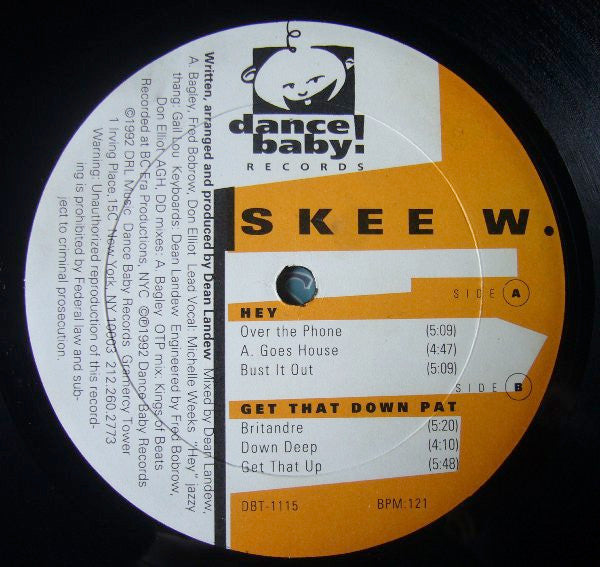 dance
baby!
RECORDS
SKEE W.
SIDE A
HEY
Over the Phone (5:09)
A. Goes House (4:47)
Bust It Out (5:09)
SIDE B
GET THAT DOWN PAT
Britandre (5:20)
Down Deep (4:10)
Get That Up (5:48)
DBT-1115 BPM:121
Written, arranged and produced by Dean Landew Mixed by Dean Landew,
A. Bagley, Fred Bobrow, Don Elliot Lead Vocal: Michelle Weeks "Hey" jazzy
thang: Gail Lou Keyboards: Dean Landew Engineered by Fred Bobrow,
Don Elliot, AGH, DD mixes: A. Bagley OTP mix: Kings of Beats
Recorded at BC Era Productions, NYC ©℗1992 Dance Baby Records
©1992 DRL Music Dance Baby Records Gramercy Tower
1 Irving Place,15C New York, NY 10003 212.260.2773
Warning: Unauthorized reproduction of this record-
ing is prohibited by Federal law and sub-
ject to criminal prosecution.